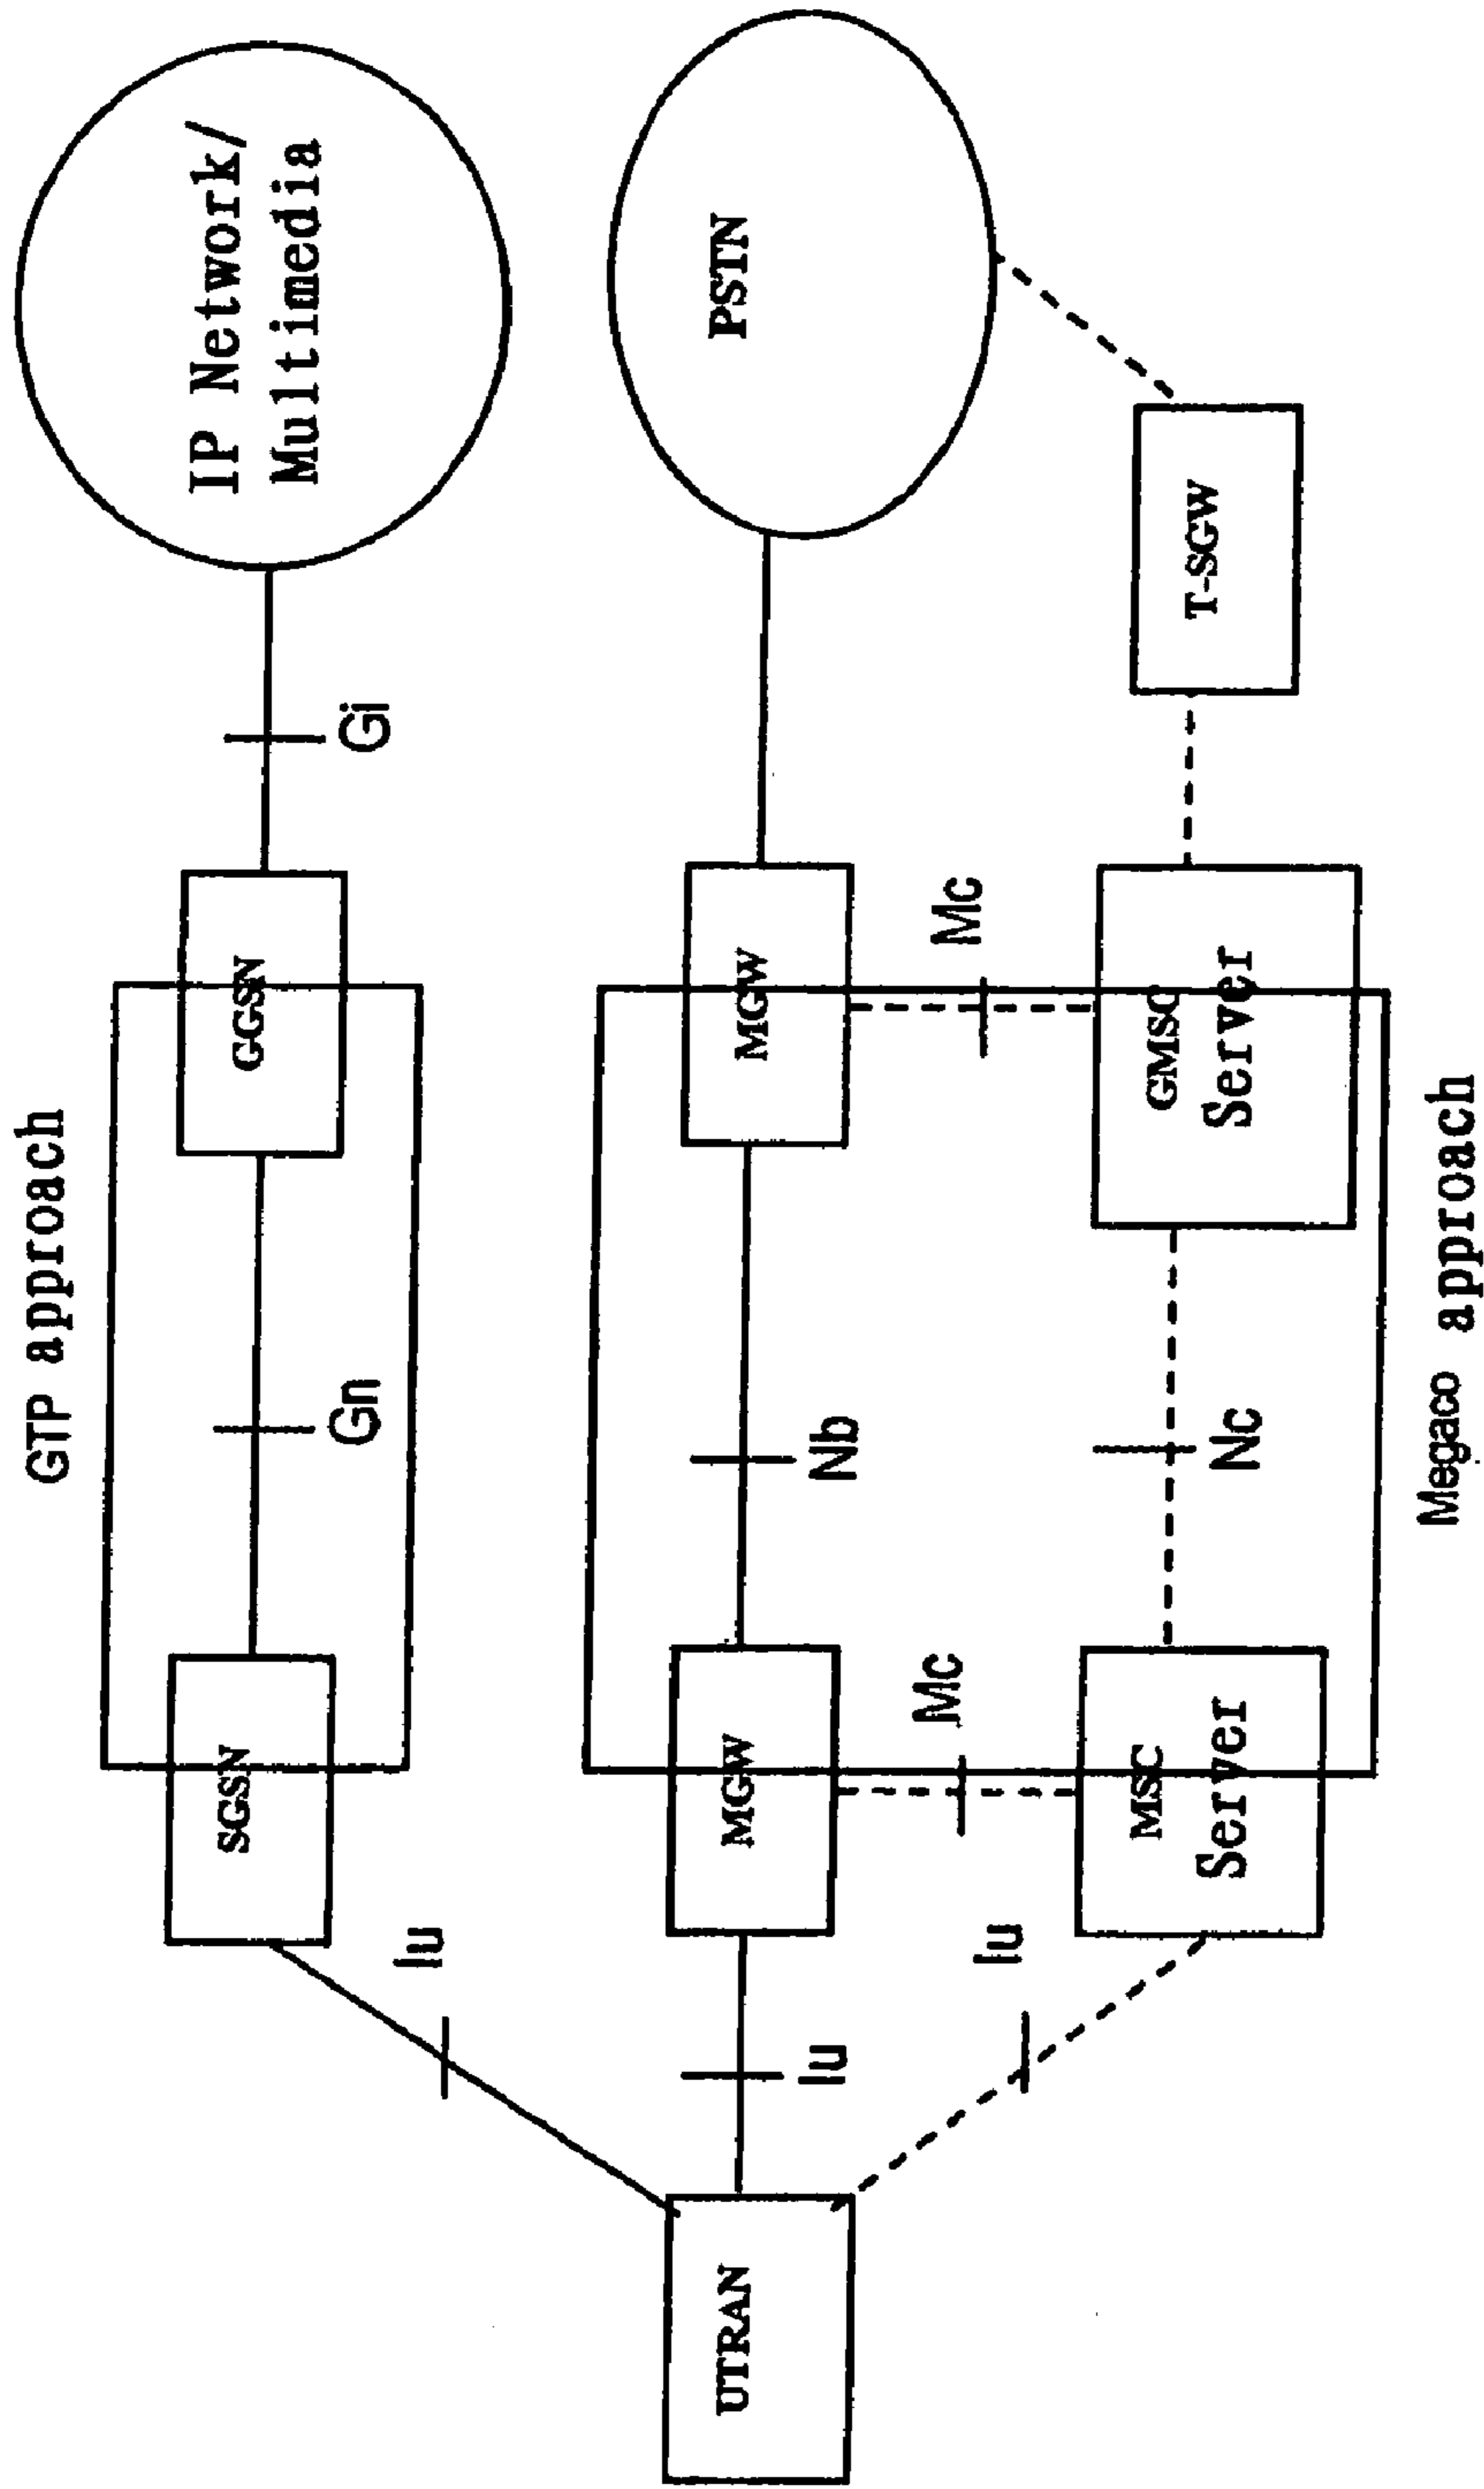 GTP approach
SGSN
Gn
GGSN
Gi
IP Network/
Multimedia
Iu
UTRAN
Iu
MGW
Nb
MGW
PSTN
Iu
Mc
Mc
MSC
Server
Nc
GMSC
Server
T-SGW
Megaco approach